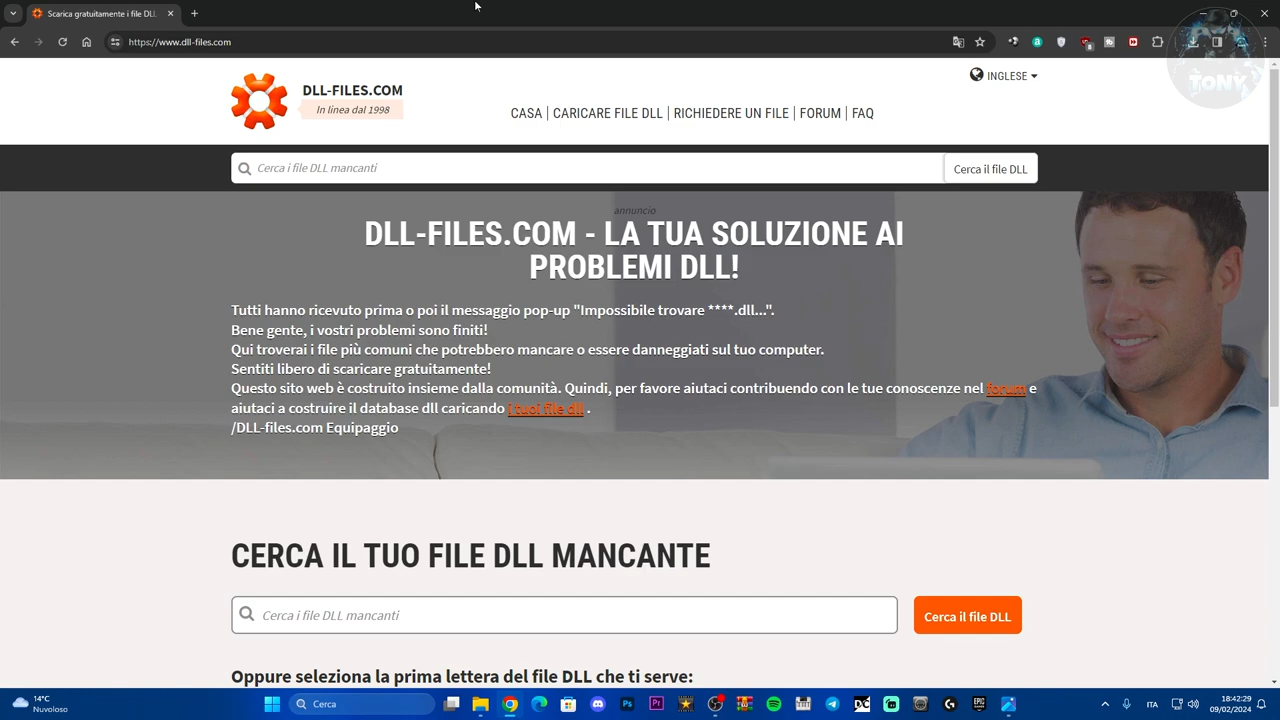 Scarica gratuitamente i file DLL
https://www.dll-files.com
TONY
INGLESE
DLL-FILES.COM
In linea dal 1998
CASA | CARICARE FILE DLL | RICHIEDERE UN FILE | FORUM | FAQ
Cerca i file DLL mancanti
Cerca il file DLL
annuncio
DLL-FILES.COM - LA TUA SOLUZIONE AI
PROBLEMI DLL!
Tutti hanno ricevuto prima o poi il messaggio pop-up "Impossibile trovare ****.dll...".
Bene gente, i vostri problemi sono finiti!
Qui troverai i file più comuni che potrebbero mancare o essere danneggiati sul tuo computer.
Sentiti libero di scaricare gratuitamente!
Questo sito web è costruito insieme dalla comunità. Quindi, per favore aiutaci contribuendo con le tue conoscenze nel forum e
aiutaci a costruire il database dll caricando i tuoi file dll .
/DLL-files.com Equipaggio
CERCA IL TUO FILE DLL MANCANTE
Cerca i file DLL mancanti
Cerca il file DLL
Oppure seleziona la prima lettera del file DLL che ti serve:
14°C
Nuvoloso
Cerca
Ps
Pr
DC
EPIC
ITA
18:42:29
09/02/2024